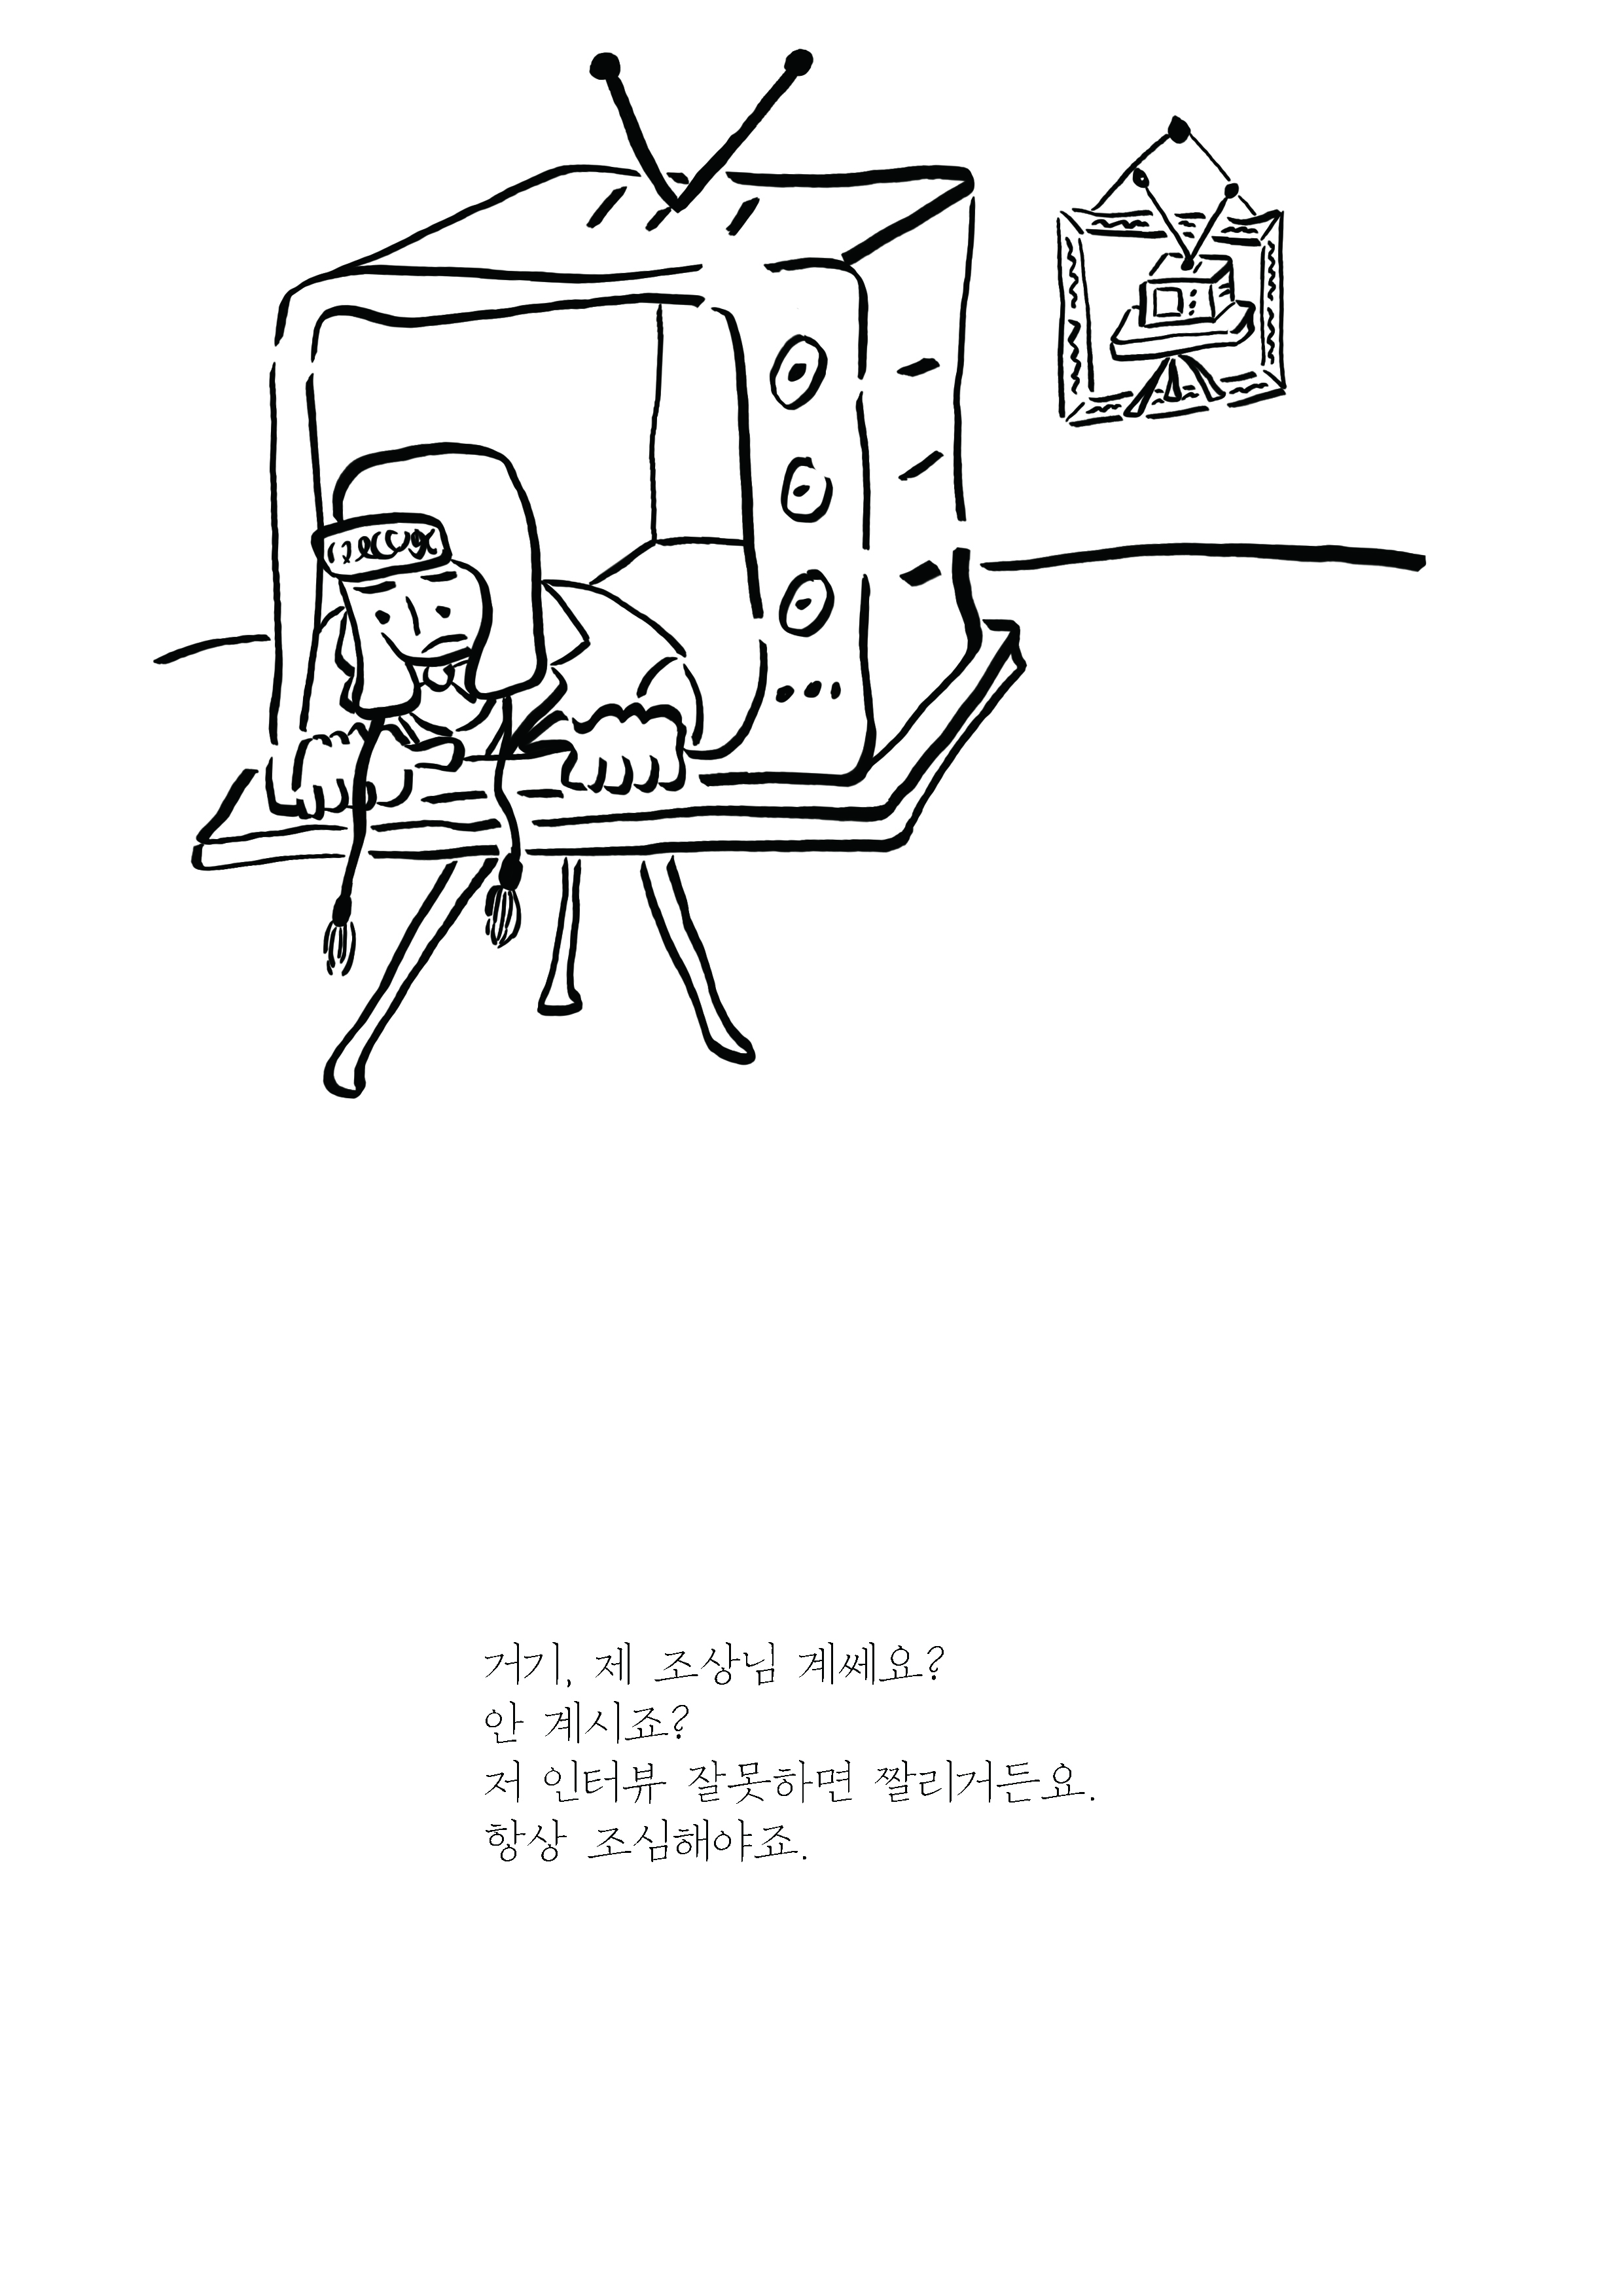 거기, 제 조상님 계쎄요?
안 계시죠?
저 인터뷰 잘못하면 짤리거든요.
항상 조심해야죠.